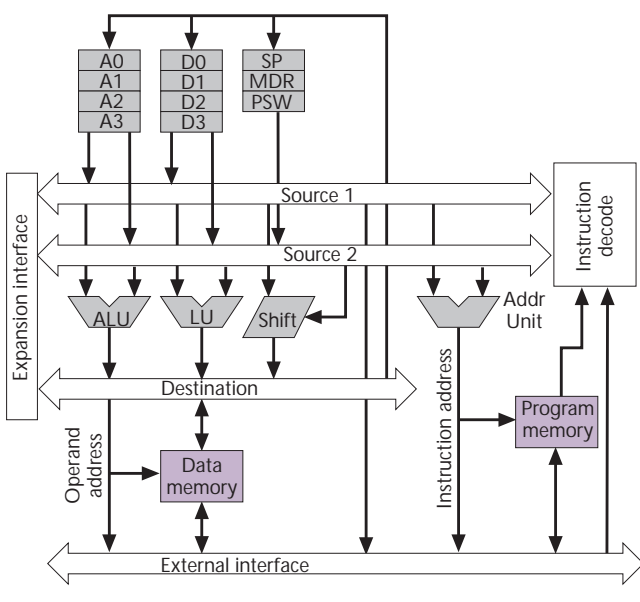 A0
A1
A2
A3
D0
D1
D2
D3
SP
MDR
PSW
Source 1
Source 2
Expansion interface
Instruction
decode
ALU
LU
Shift
Addr
Unit
Destination
Operand
address
Data
memory
Instruction address
Program
memory
External interface